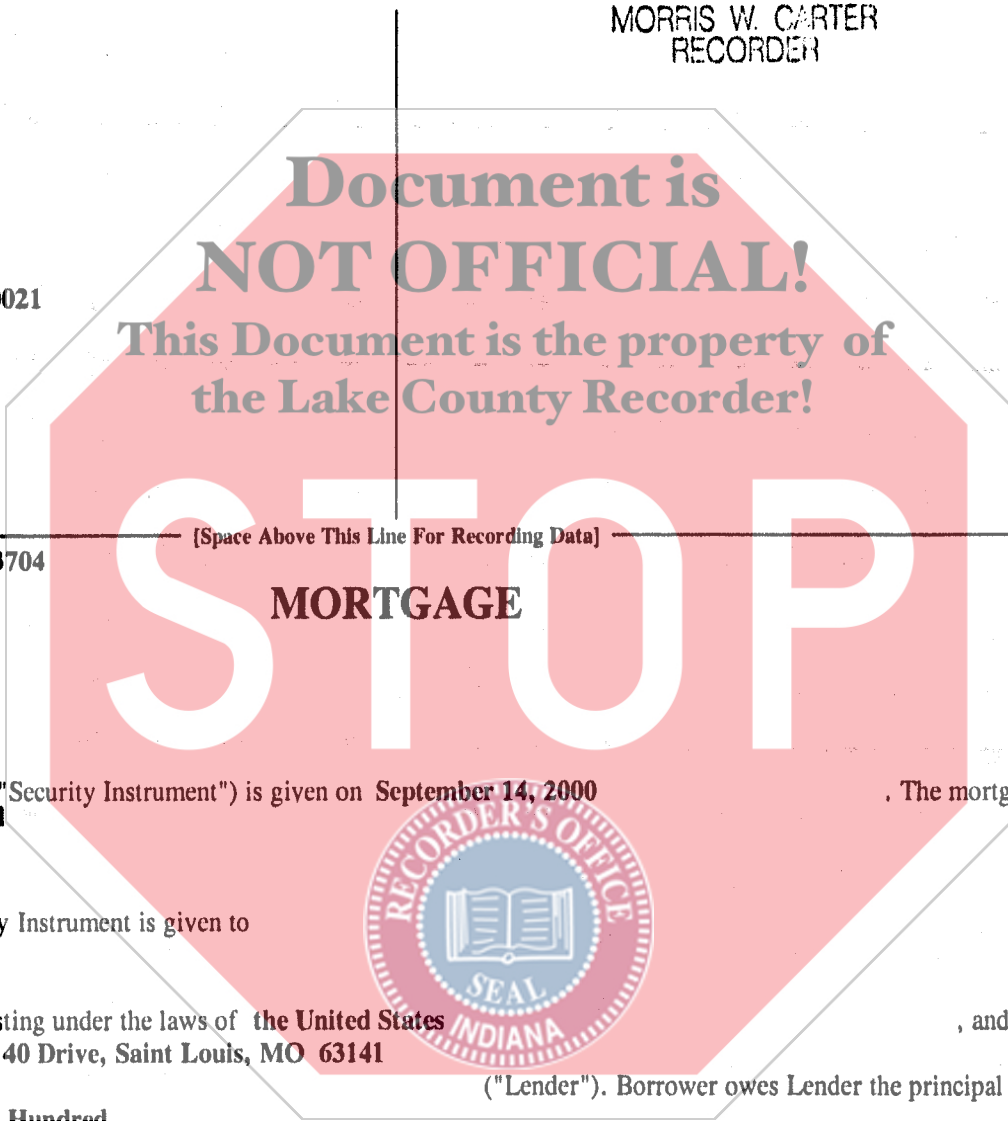 MORRIS W. CARTER
RECORDER
Document is
NOT OFFICIAL!
021
This Document is the property of
the Lake County Recorder!
STOP
[Space Above This Line For Recording Data]
704
MORTGAGE
"Security Instrument") is given on September 14, 2000 . The mortg
RECORDER'S OFFICE
y Instrument is given to
SEAL
INDIANA
sting under the laws of the United States , and
40 Drive, Saint Louis, MO 63141
("Lender"). Borrower owes Lender the principal
Hundred